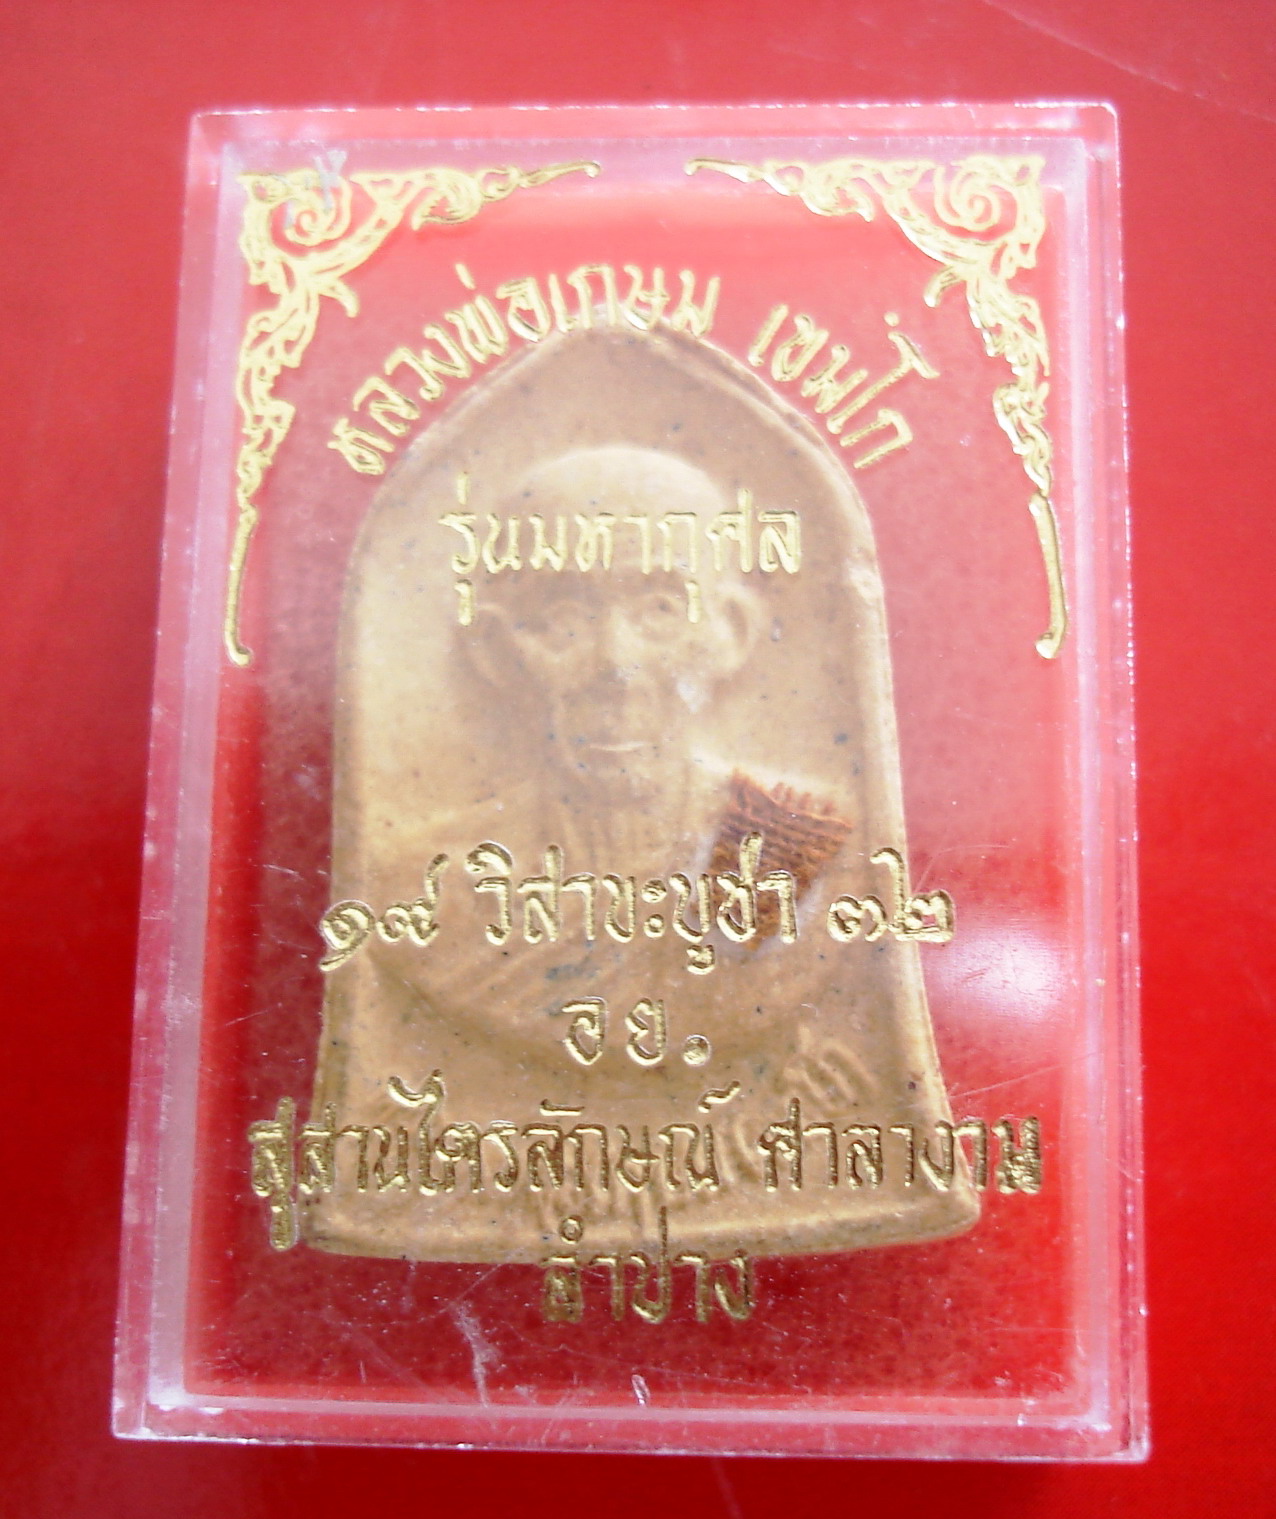 หลวงพ่อเกษม เขมโก
รุ่นมหากุศล
๑๙ วิสาขะบูชา ๓๒
อย.
สุสานไตรลักษณ์ ศาลางาม
ลำปาง